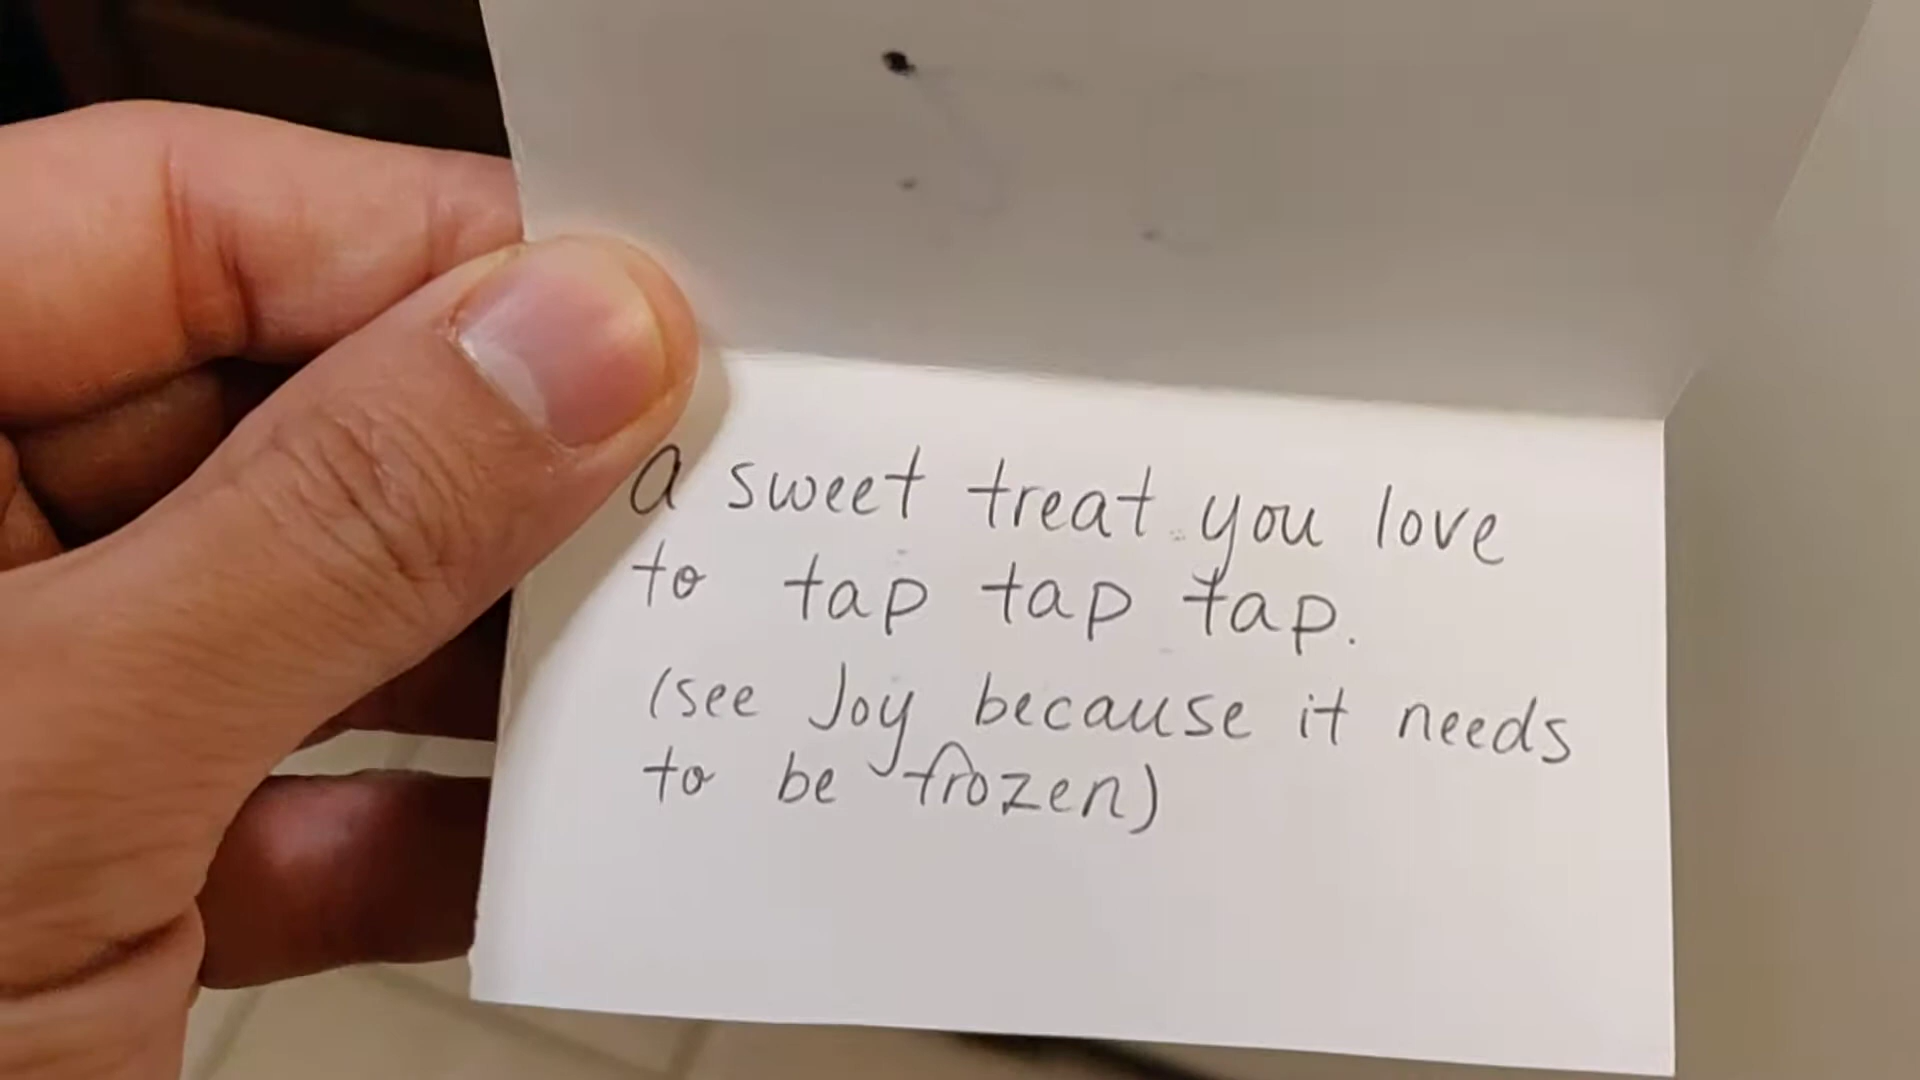 a sweet treat you love
to tap tap tap.
(see Joy because it needs
to be frozen)